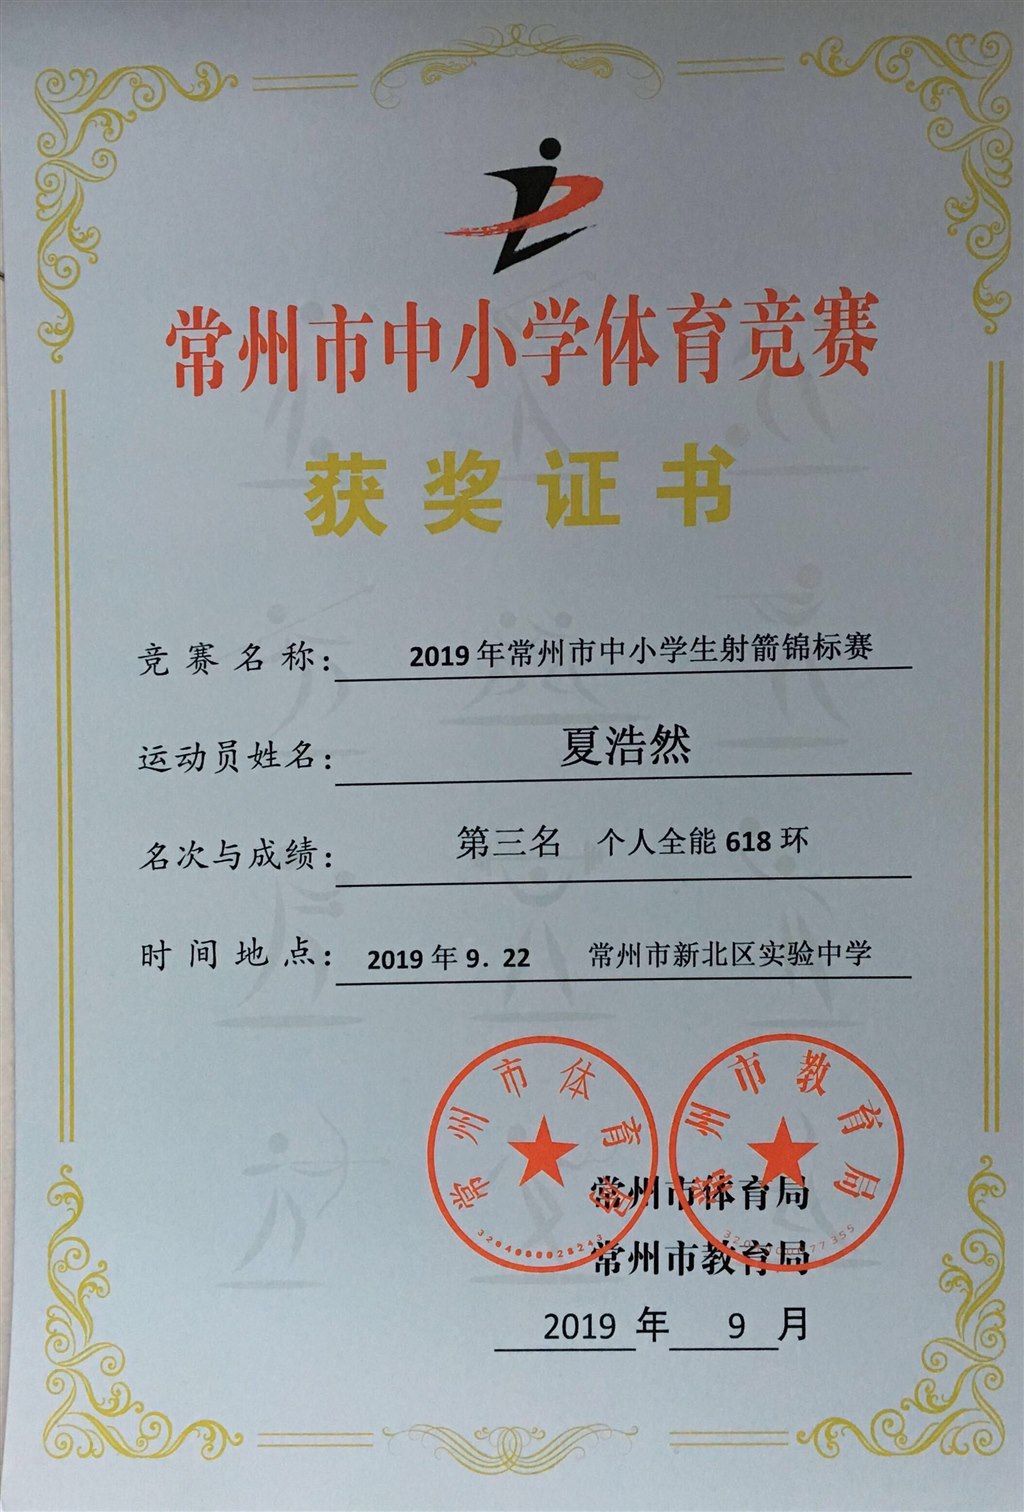 常州市中小学体育竞赛
获奖证书
竞赛名称： 2019年常州市中小学生射箭锦标赛
运动员姓名： 夏浩然
名次与成绩： 第三名 个人全能618环
时间地点： 2019年9.22 常州市新北区实验中学
常州市体育局
3204000028243
常州市教育局
常州市体育局
常州市教育局
2019 年 9 月